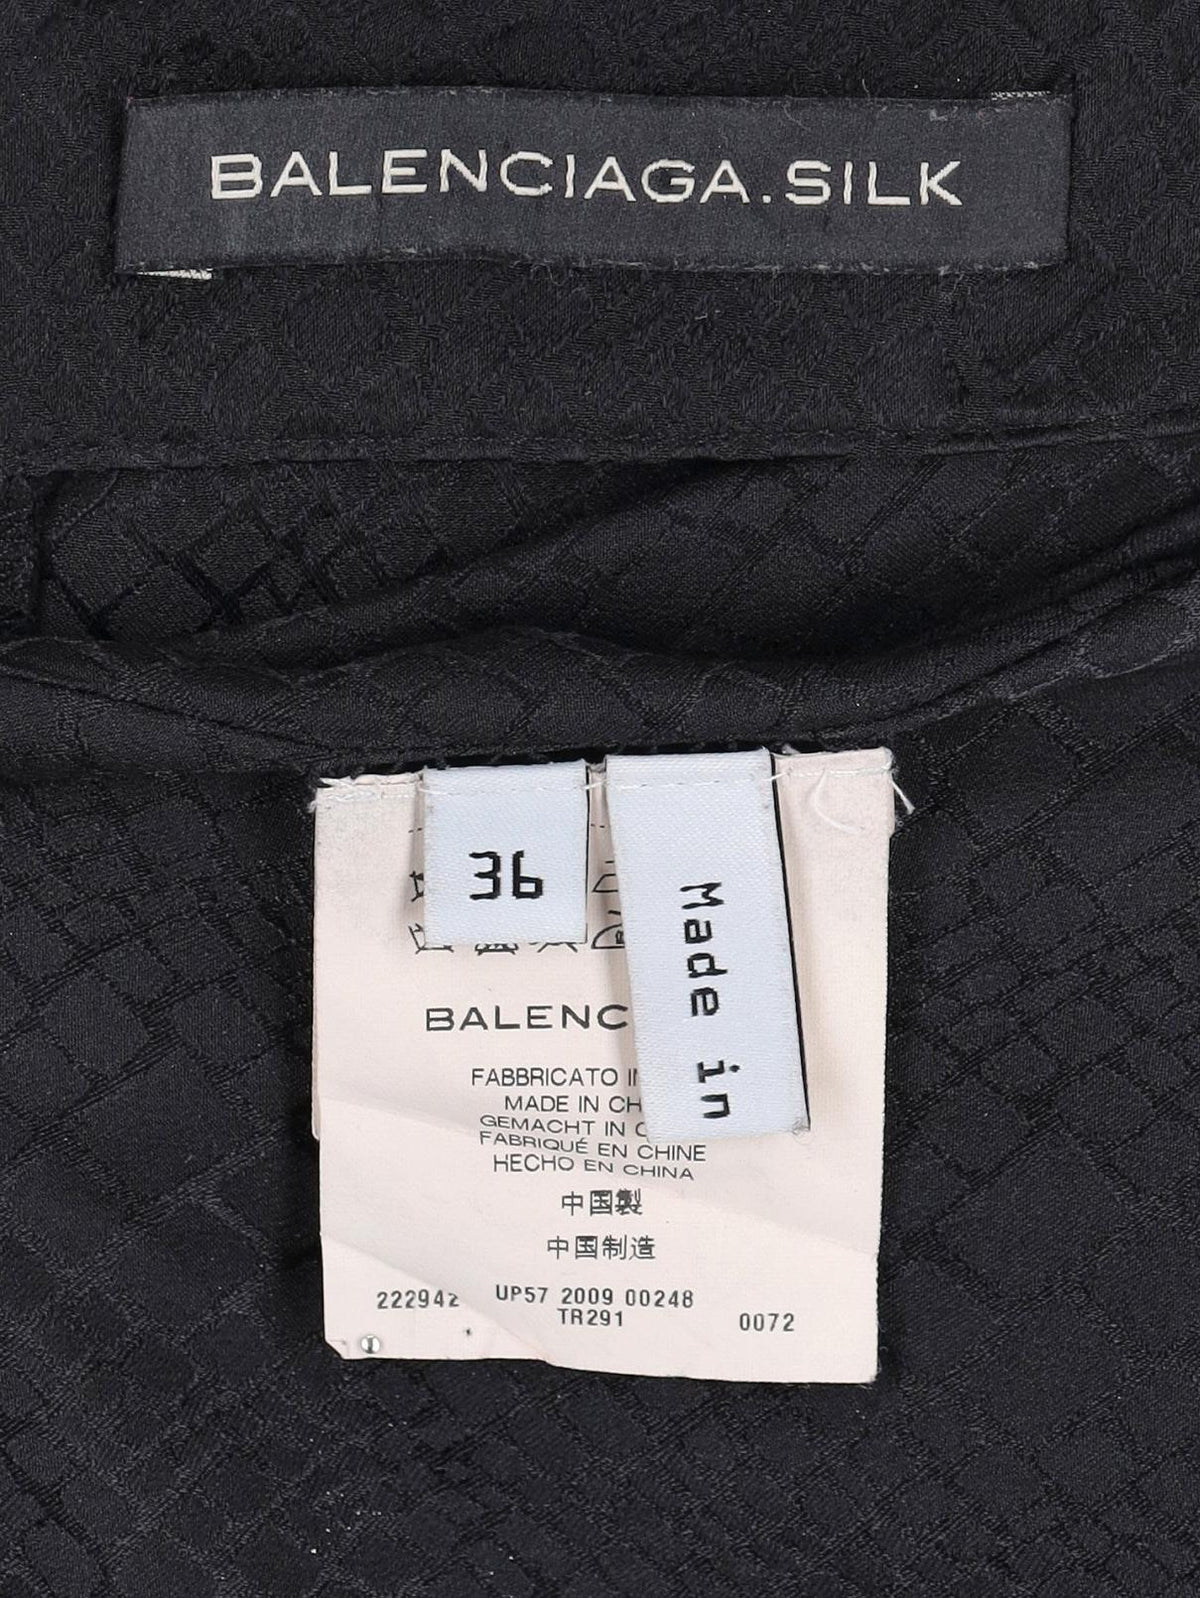 BALENCIAGA.SILK
36
Made in
BALENC
FABBRICATO
MADE IN CH
GEMACHT IN C
FABRIQUÉ EN CHINE
HECHO EN CHINA
中国製
中国制造
222942 UP57 2009 00248
TR291
0072